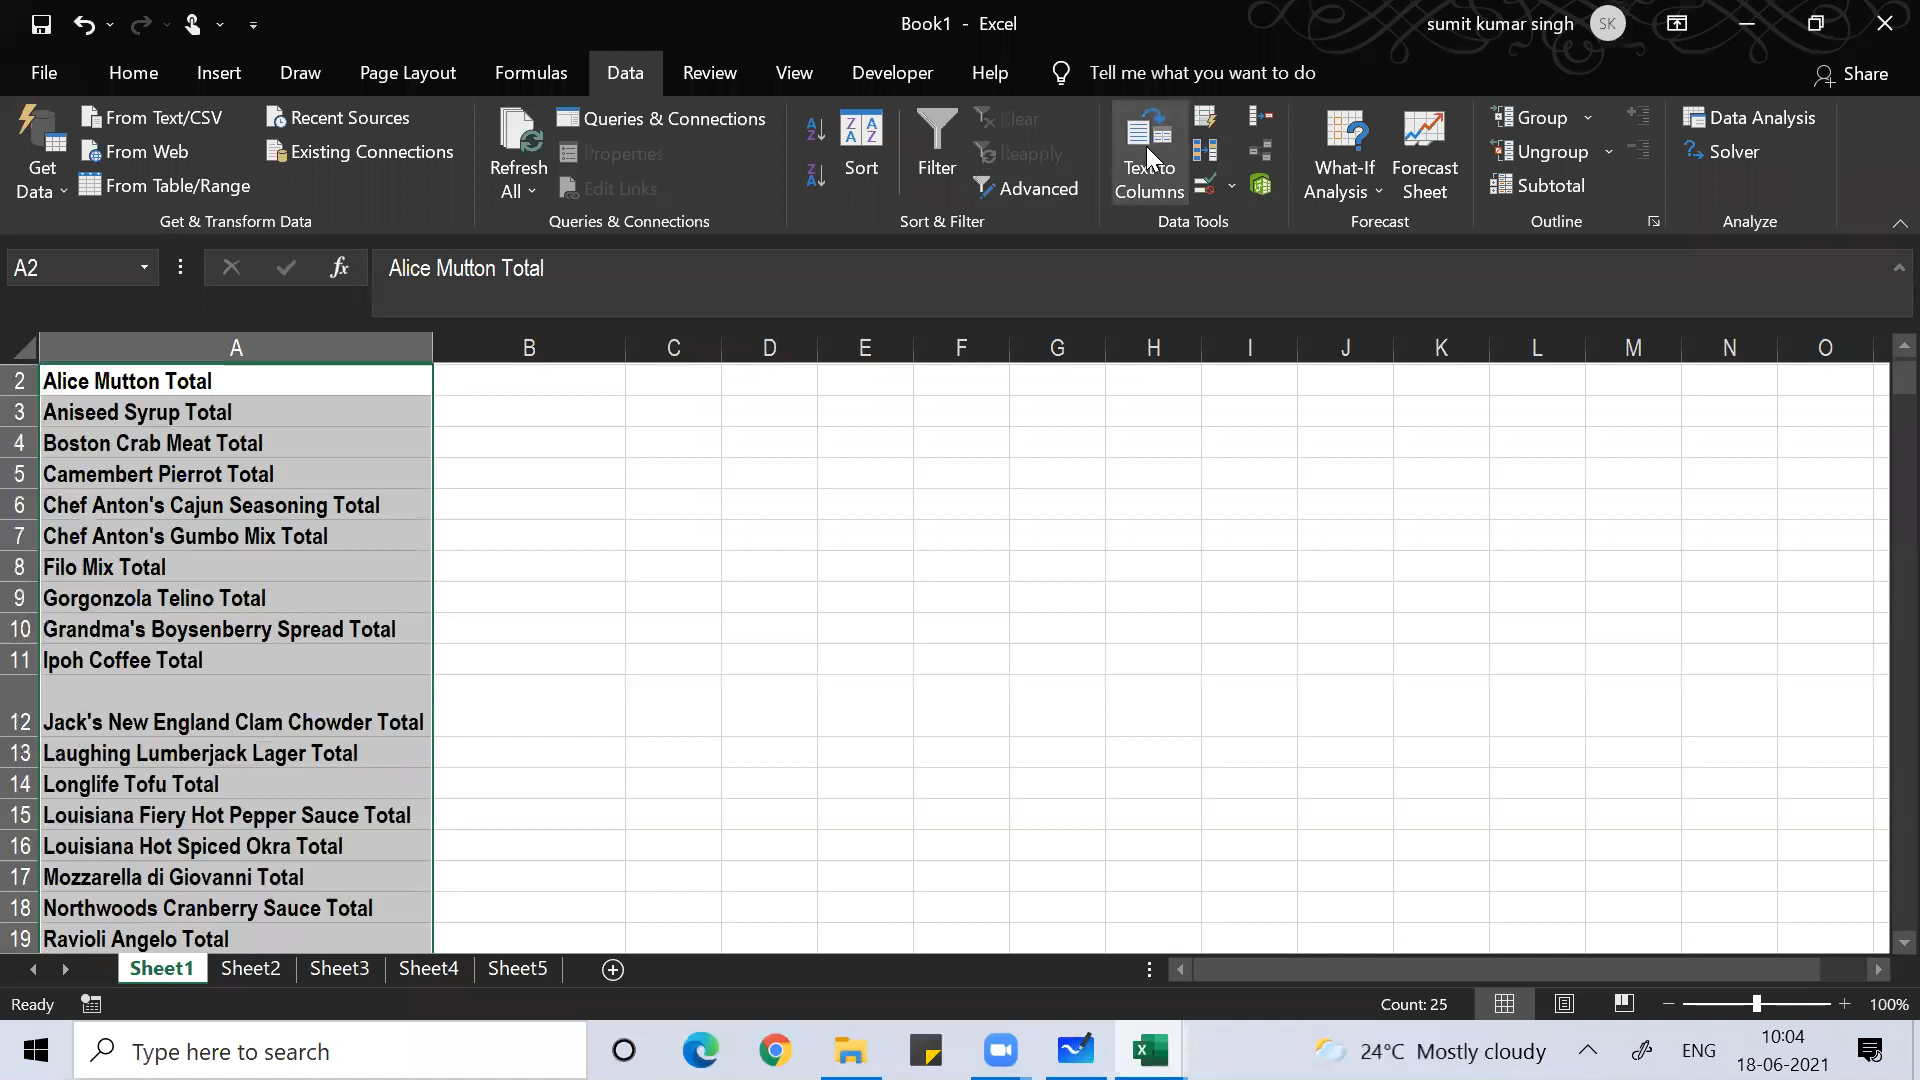 Book1 - Excel
sumit kumar singh SK
File Home Insert Draw Page Layout Formulas Data Review View Developer Help Tell me what you want to do Share
Get Data
From Text/CSV
From Web
From Table/Range
Recent Sources
Existing Connections
Get & Transform Data
Refresh All
Queries & Connections
Properties
Edit Links
Queries & Connections
Sort
Filter
Clear
Reapply
Advanced
Sort & Filter
Text to Columns
Data Tools
What-If Analysis
Forecast Sheet
Forecast
Group
Ungroup
Subtotal
Outline
Data Analysis
Solver
Analyze
A2 fx Alice Mutton Total
A B C D E F G H I J K L M N O
2 Alice Mutton Total
3 Aniseed Syrup Total
4 Boston Crab Meat Total
5 Camembert Pierrot Total
6 Chef Anton's Cajun Seasoning Total
7 Chef Anton's Gumbo Mix Total
8 Filo Mix Total
9 Gorgonzola Telino Total
10 Grandma's Boysenberry Spread Total
11 Ipoh Coffee Total
12 Jack's New England Clam Chowder Total
13 Laughing Lumberjack Lager Total
14 Longlife Tofu Total
15 Louisiana Fiery Hot Pepper Sauce Total
16 Louisiana Hot Spiced Okra Total
17 Mozzarella di Giovanni Total
18 Northwoods Cranberry Sauce Total
19 Ravioli Angelo Total
Sheet1 Sheet2 Sheet3 Sheet4 Sheet5
Ready Count: 25 100%
Type here to search 24°C Mostly cloudy ENG
10:04
18-06-2021